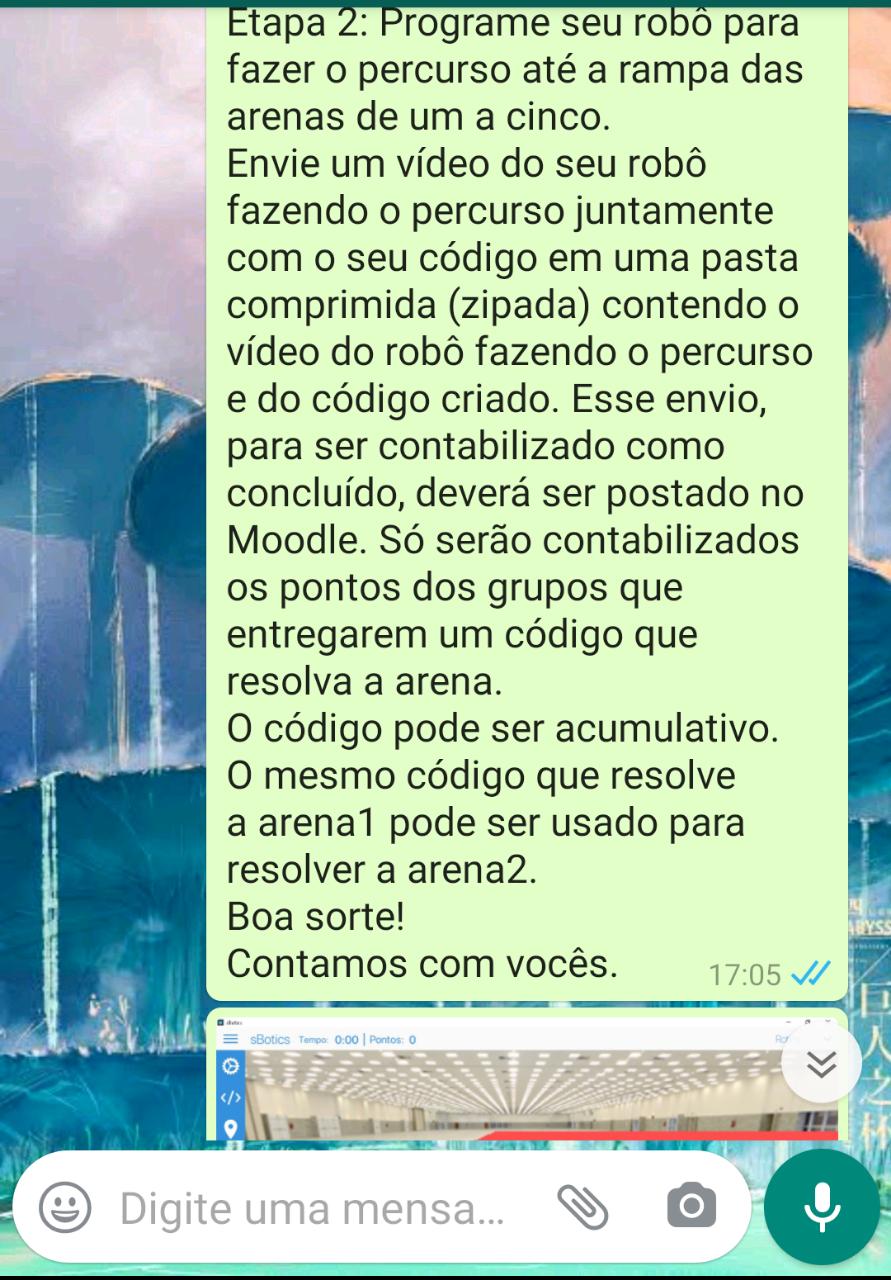 Etapa 2: Programe seu robô para
fazer o percurso até a rampa das
arenas de um a cinco.
Envie um vídeo do seu robô
fazendo o percurso juntamente
com o seu código em uma pasta
comprimida (zipada) contendo o
vídeo do robô fazendo o percurso
e do código criado. Esse envio,
para ser contabilizado como
concluído, deverá ser postado no
Moodle. Só serão contabilizados
os pontos dos grupos que
entregarem um código que
resolva a arena.
O código pode ser acumulativo.
O mesmo código que resolve
a arena1 pode ser usado para
resolver a arena2.
Boa sorte!
Contamos com vocês.
17:05
sBotics Tempo: 0:00 | Pontos: 0
Digite uma mensa...